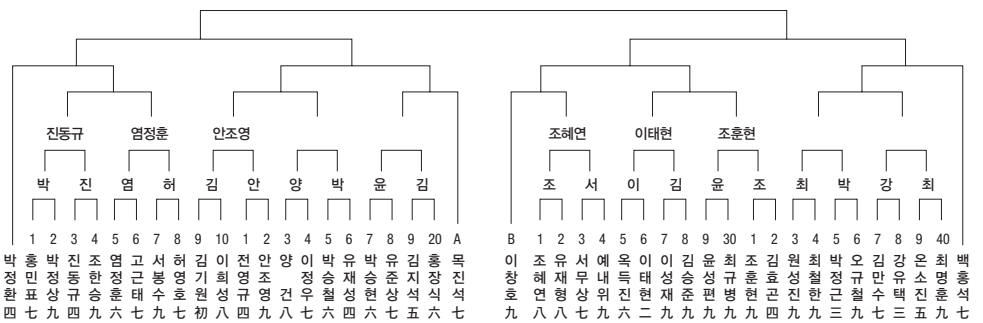 진동규 염정훈 안조영 조혜연 이태현 조훈현
박 진 염 허 김 안 양 박 윤 김 조 서 이 김 윤 조 최 박 강 최
1 2 3 4 5 6 7 8 9 10 1 2 3 4 5 6 7 8 9 20 A B 1 2 3 4 5 6 7 8 9 30 1 2 3 4 5 6 7 8 9 40
박정환 四
홍민표 七
박정상 九
진동규 四
조한승 九
염정훈 六
고근태 七
서봉수 九
허영호 七
김기원 初
이희성 八
전영규 四
안조영 九
양 건 八
이정우 七
박승철 六
유재성 四
박승현 六
유준상 七
김지석 五
홍장식 六
목진석 七
이창호 九
조혜연 八
유재형 八
서무상 七
예내위 九
옥득진 六
이태현 二
이성재 九
김승준 九
윤성현 九
최규병 九
조훈현 九
김효곤 四
원성진 九
최철한 九
박정근 三
오규철 九
김만수 七
강유택 三
온소진 五
최명훈 九
백홍석 七